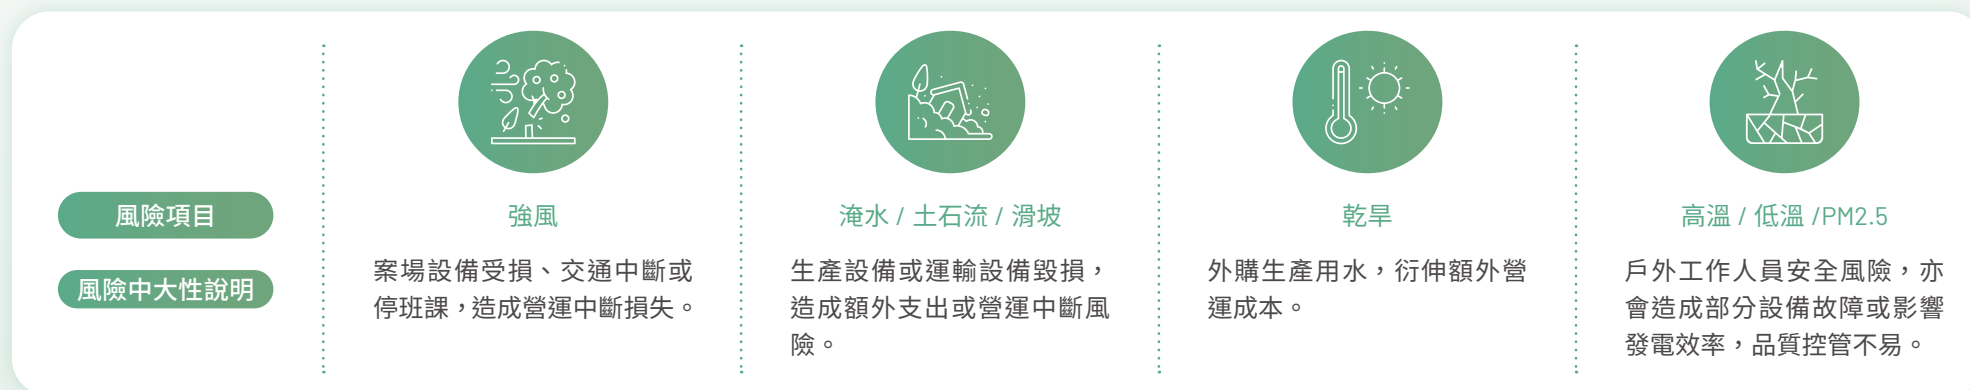 風險項目
強風
淹水 / 土石流 / 滑坡
乾旱
高溫 / 低溫 /PM2.5
風險中大性說明
案場設備受損、交通中斷或
停班課，造成營運中斷損失。
生產設備或運輸設備毀損，
造成額外支出或營運中斷風
險。
外購生產用水，衍伸額外營
運成本。
戶外工作人員安全風險，亦
會造成部分設備故障或影響
發電效率，品質控管不易。